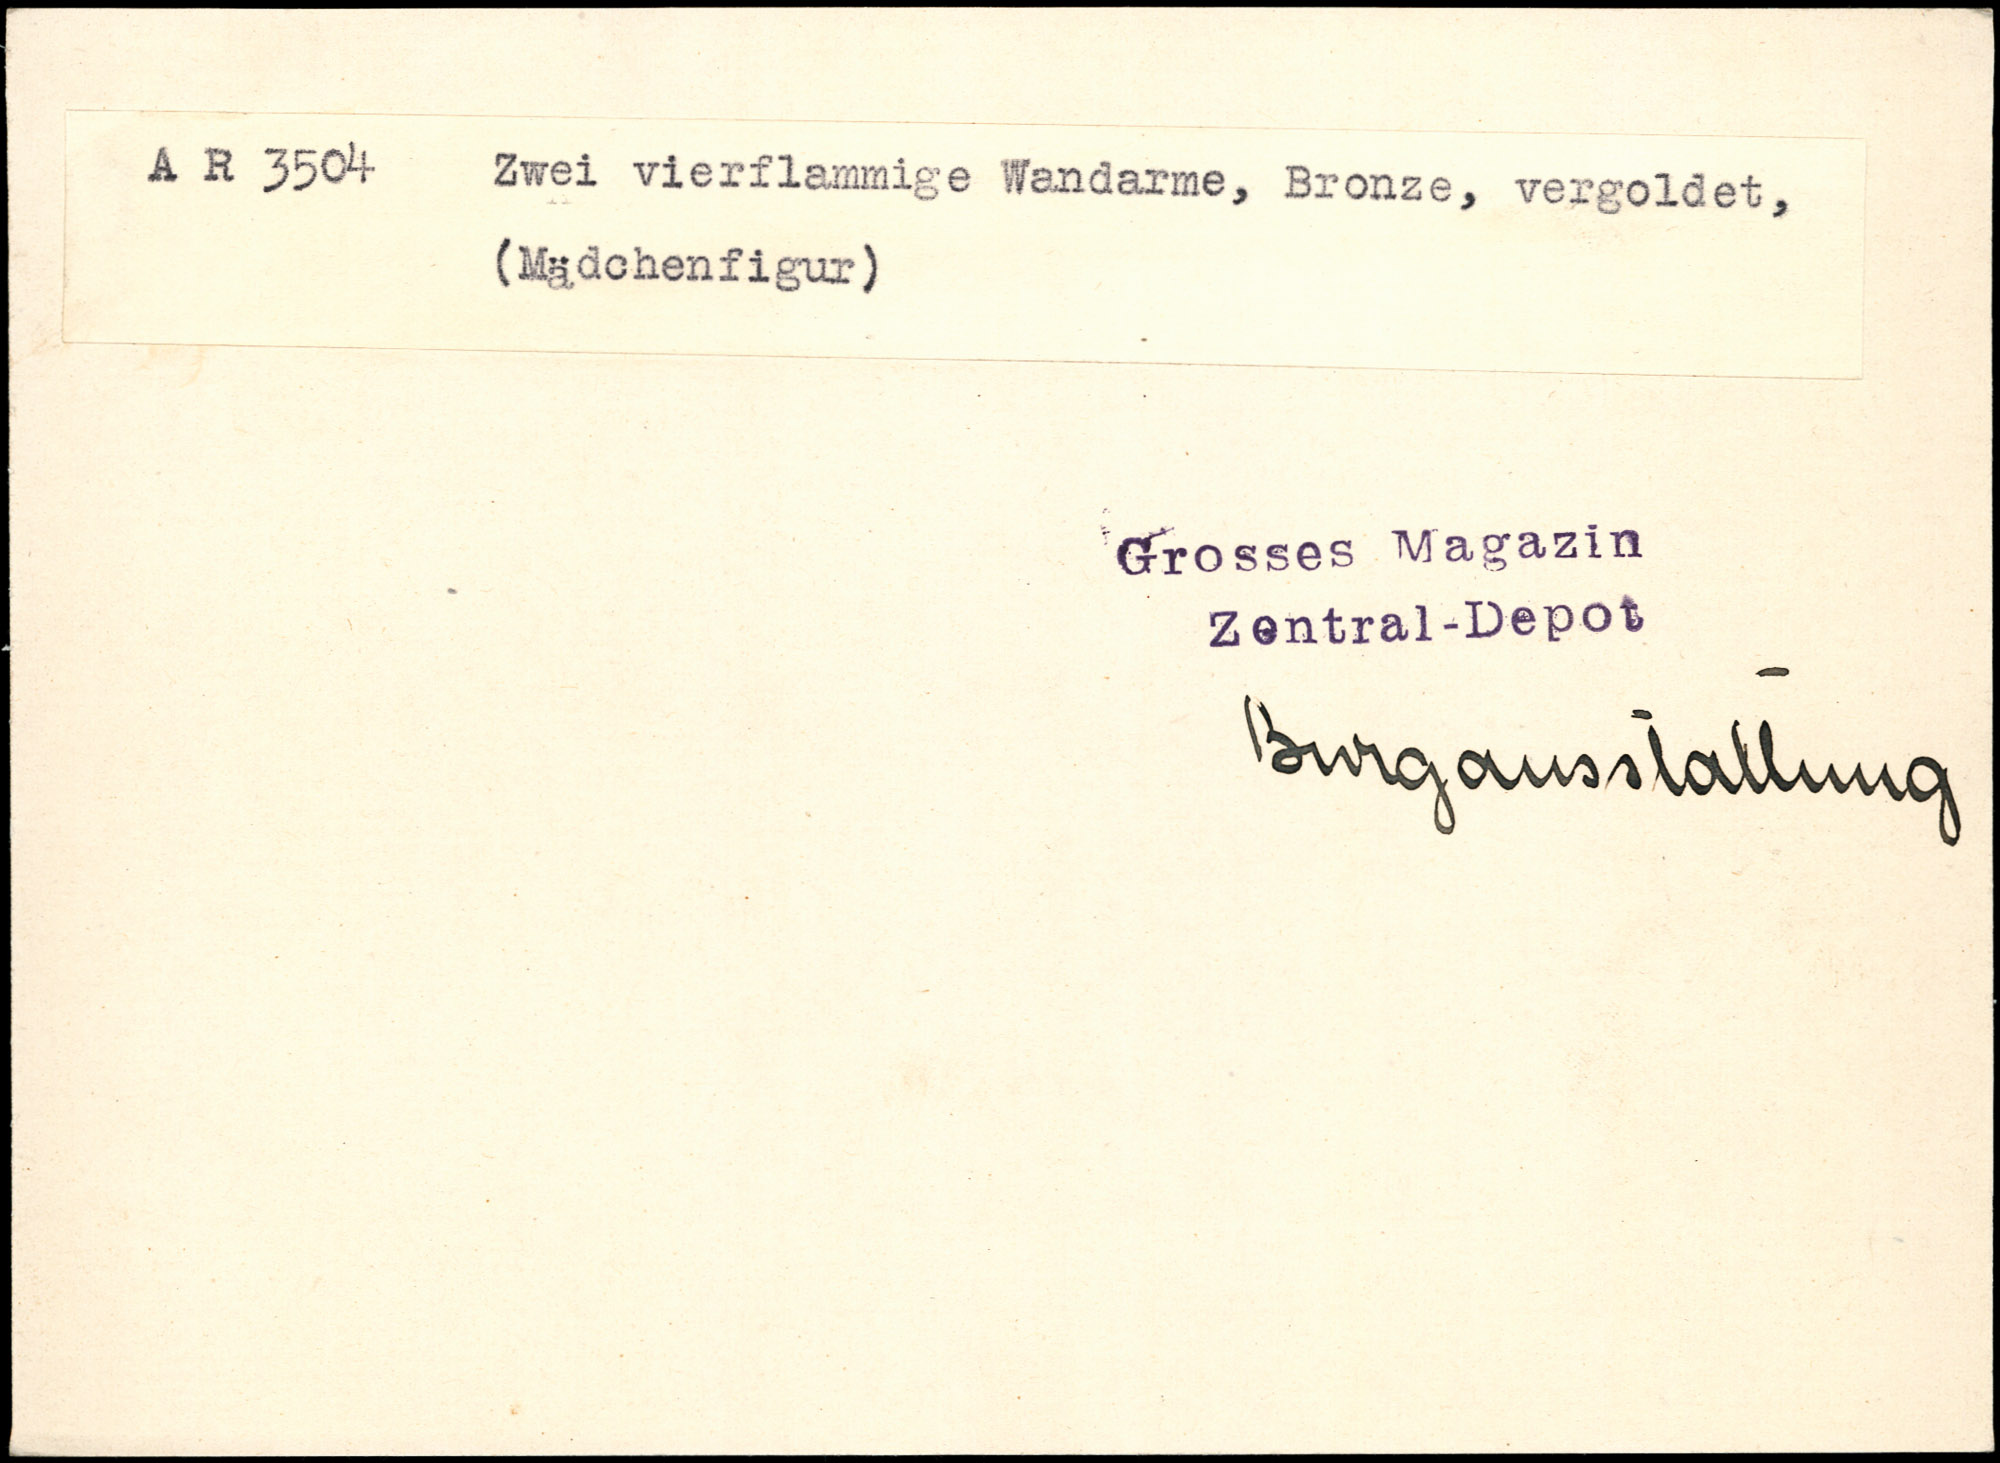 A R 3504 Zwei vierflammige Wandarme, Bronze, vergoldet,
(Mädchenfigur)
Grosses Magazin
Zentral-Depot
Burgausstattung